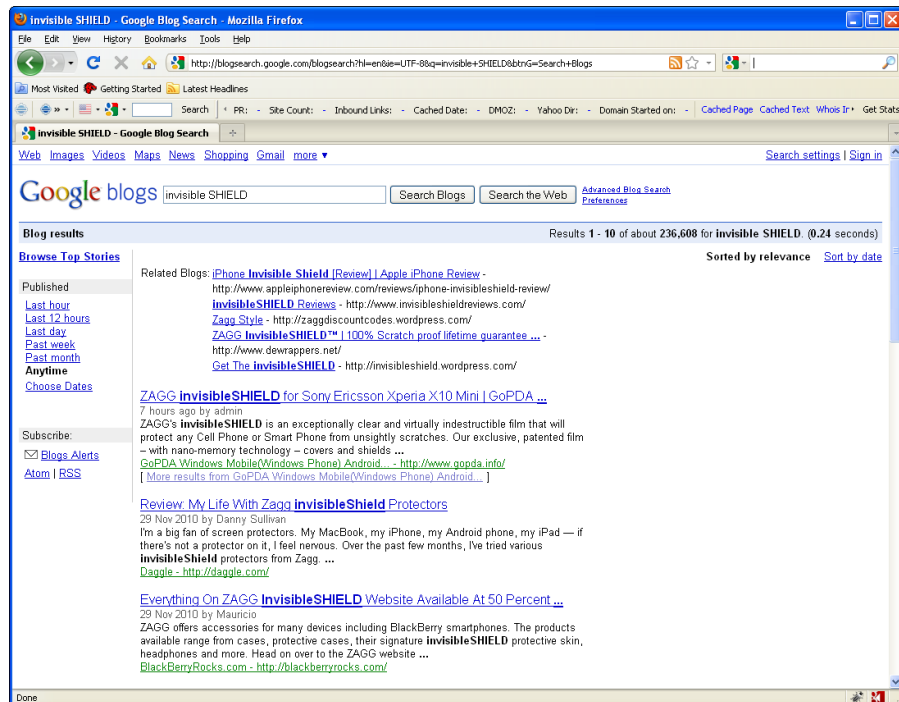 invisible SHIELD - Google Blog Search - Mozilla Firefox
File Edit View History Bookmarks Tools Help
http://blogsearch.google.com/blogsearch?hl=en&ie=UTF-8&q=invisible+SHIELD&btnG=Search+Blogs
Most Visited Getting Started Latest Headlines
Search PR: - Site Count: - Inbound Links: - Cached Date: - DMOZ: - Yahoo Dir: - Domain Started on: - Cached Page Cached Text Whois Ir Get Stats
invisible SHIELD - Google Blog Search
Web Images Videos Maps News Shopping Gmail more ▼ Search settings | Sign in
Google blogs invisible SHIELD Search Blogs Search the Web Advanced Blog Search
Preferences
Blog results Results 1 - 10 of about 236,608 for invisible SHIELD. (0.24 seconds)
Browse Top Stories Sorted by relevance Sort by date
Published
Last hour
Last 12 hours
Last day
Past week
Past month
Anytime
Choose Dates
Subscribe:
Blogs Alerts
Atom | RSS
Related Blogs: iPhone Invisible Shield [Review] | Apple iPhone Review -
http://www.appleiphonereview.com/reviews/iphone-invisibleshield-review/
invisibleSHIELD Reviews - http://www.invisibleshieldreviews.com/
Zagg Style - http://zaggdiscountcodes.wordpress.com/
ZAGG InvisibleSHIELD™ | 100% Scratch proof lifetime guarantee ... -
http://www.dewrappers.net/
Get The invisibleSHIELD - http://invisibleshield.wordpress.com/
ZAGG invisibleSHIELD for Sony Ericsson Xperia X10 Mini | GoPDA ...
7 hours ago by admin
ZAGG's invisibleSHIELD is an exceptionally clear and virtually indestructible film that will
protect any Cell Phone or Smart Phone from unsightly scratches. Our exclusive, patented film
– with nano-memory technology – covers and shields ...
GoPDA Windows Mobile(Windows Phone) Android... - http://www.gopda.info/
[ More results from GoPDA Windows Mobile(Windows Phone) Android... ]
Review: My Life With Zagg invisibleShield Protectors
29 Nov 2010 by Danny Sullivan
I'm a big fan of screen protectors. My MacBook, my iPhone, my Android phone, my iPad — if
there's not a protector on it, I feel nervous. Over the past few months, I've tried various
invisibleShield protectors from Zagg. ...
Daggle - http://daggle.com/
Everything On ZAGG InvisibleSHIELD Website Available At 50 Percent ...
29 Nov 2010 by Mauricio
ZAGG offers accessories for many devices including BlackBerry smartphones. The products
available range from cases, protective cases, their signature invisibleSHIELD protective skin,
headphones and more. Head on over to the ZAGG website ...
BlackBerryRocks.com - http://blackberryrocks.com/
Done